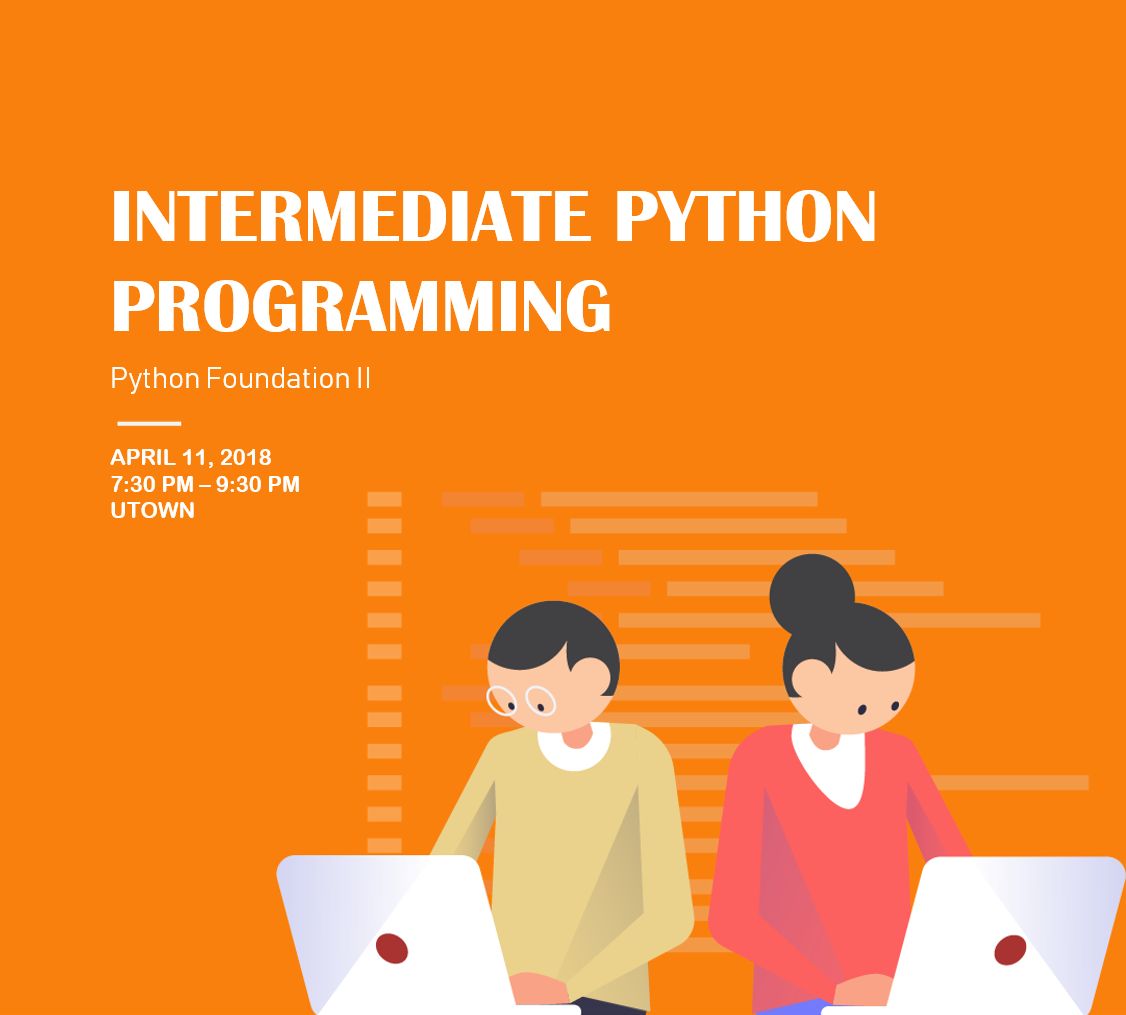 INTERMEDIATE PYTHON
PROGRAMMING
Python Foundation II
APRIL 11, 2018
7:30 PM – 9:30 PM
UTOWN